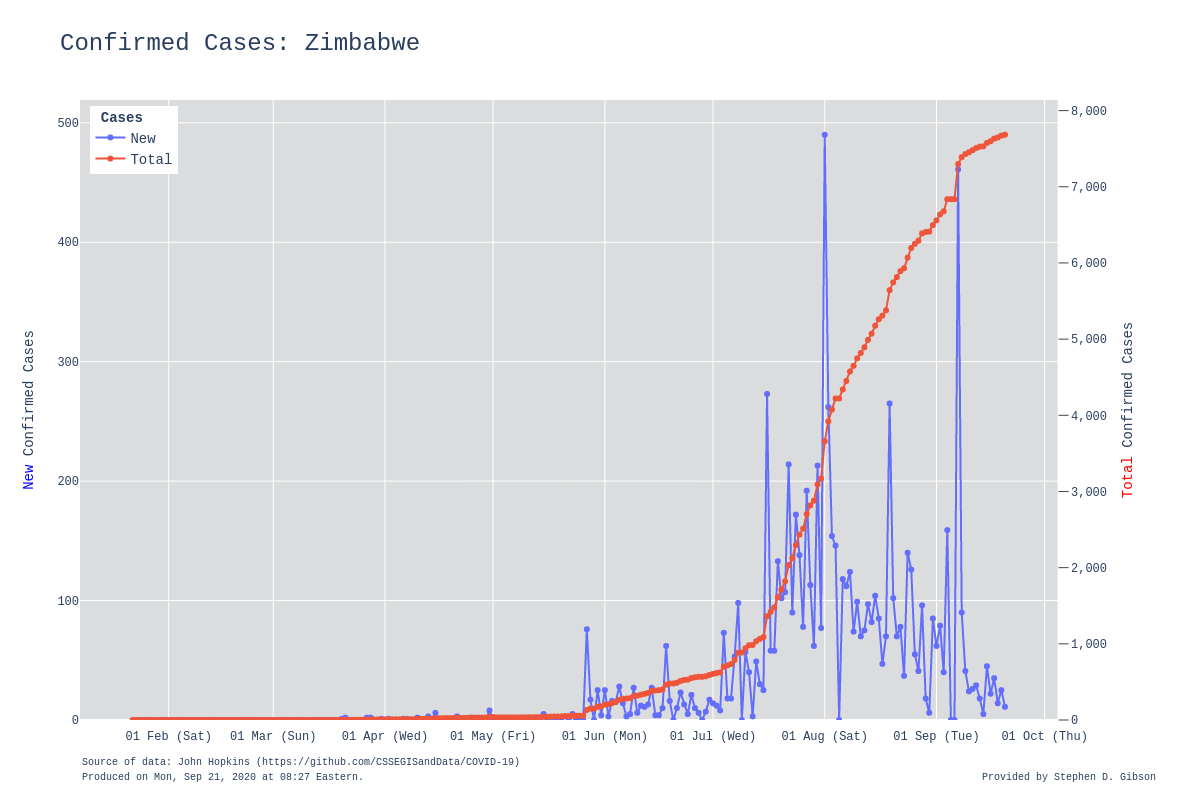 Confirmed Cases: Zimbabwe
Cases
New
Total
500
400
300
200
100
0
8,000
7,000
6,000
5,000
4,000
3,000
2,000
1,000
0
New Confirmed Cases
Total Confirmed Cases
01 Feb (Sat) 01 Mar (Sun) 01 Apr (Wed) 01 May (Fri) 01 Jun (Mon) 01 Jul (Wed) 01 Aug (Sat) 01 Sep (Tue) 01 Oct (Thu)
Source of data: John Hopkins (https://github.com/CSSEGISandData/COVID-19)
Produced on Mon, Sep 21, 2020 at 08:27 Eastern.
Provided by Stephen D. Gibson